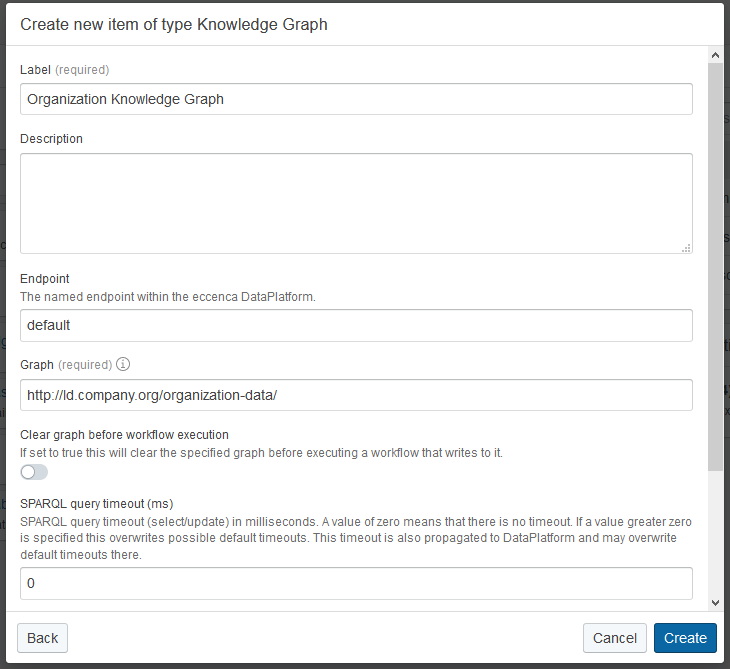 Create new item of type Knowledge Graph
Label (required)
Organization Knowledge Graph
Description
Endpoint
The named endpoint within the eccenca DataPlatform.
default
Graph (required)
http://ld.company.org/organization-data/
Clear graph before workflow execution
If set to true this will clear the specified graph before executing a workflow that writes to it.
SPARQL query timeout (ms)
SPARQL query timeout (select/update) in milliseconds. A value of zero means that there is no timeout. If a value greater zero
is specified this overwrites possible default timeouts. This timeout is also propagated to DataPlatform and may overwrite
default timeouts there.
0
Back
Cancel
Create